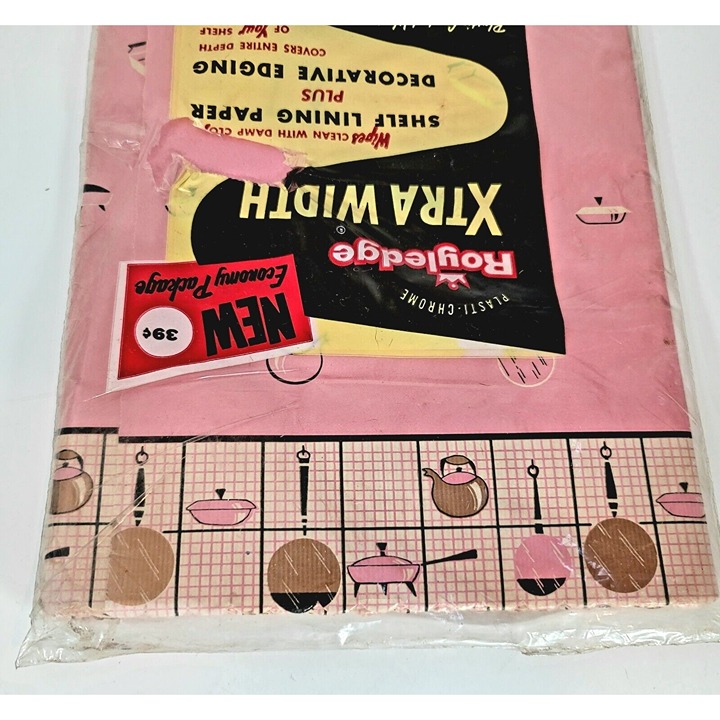 PLASTI-CHROME
Royledge ©
NEW
39¢
Economy Package
XTRA WIDTH
Wipes CLEAN WITH DAMP
SHELF LINING PAPER
PLUS
DECORATIVE EDGING
COVERS ENTIRE DEPTH
OF Your SHELF